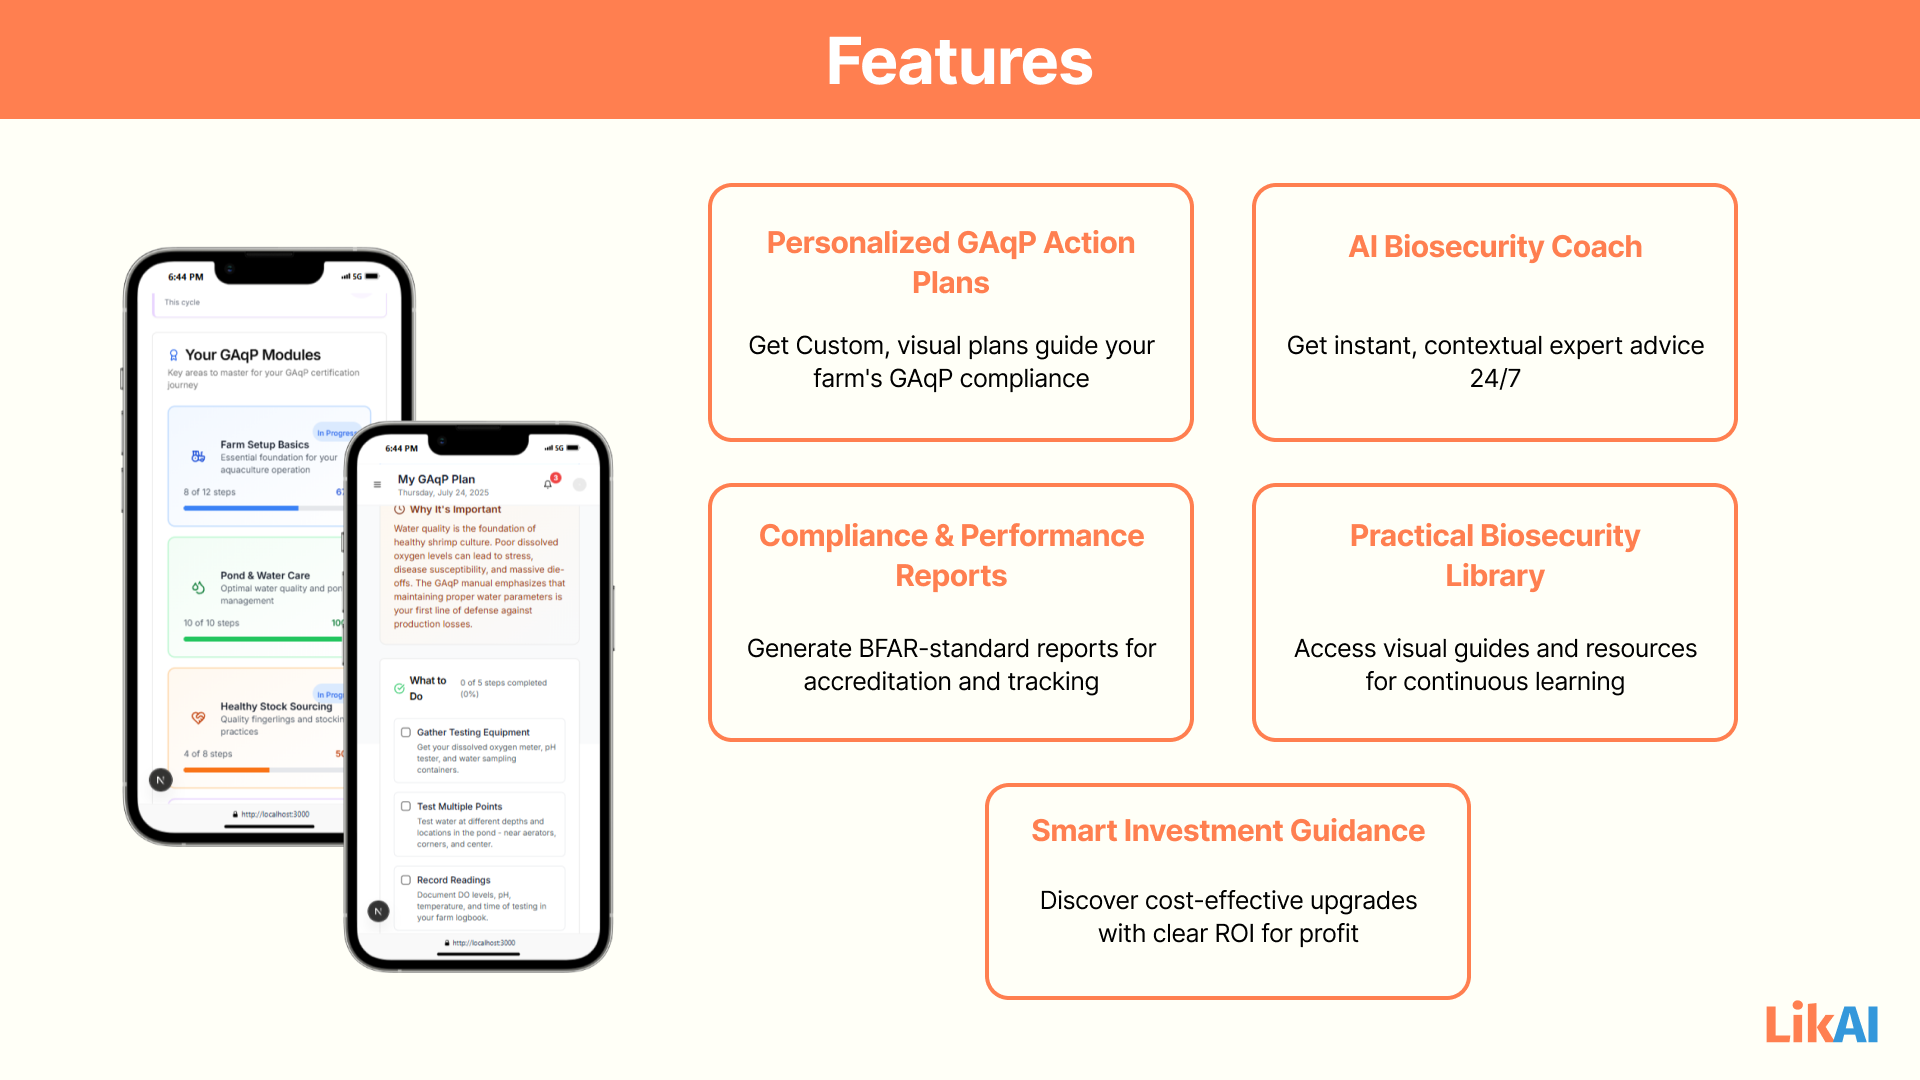 Features
6:44 PM
5G
This cycle
Your GAqP Modules
Key areas to master for your GAqP certification
journey
In Progress
Farm Setup Basics
Essential foundation for your
aquaculture operation
8 of 12 steps
Pond & Water Care
Optimal water quality and
management
10 of 10 steps
In
Healthy Stock Sourcing
Quality fingerlings and
practices
4 of 8 steps
N
http://localhost:3000
6:44 PM
5G
My GAqP Plan
3
Thursday, July 24, 2025
Why It's Important
Water quality is the foundation of
healthy shrimp culture. Poor dissolved
oxygen levels can lead to stress,
disease susceptibility, and massive die-
offs. The GAqP manual emphasizes that
maintaining proper water parameters is
your first line of defense against
production losses.
What to
Do
0 of 5 steps completed
(0%)
Gather Testing Equipment
Get your dissolved oxygen meter, pH
tester, and water sampling
containers.
Test Multiple Points
Test water at different depths and
locations in the pond - near aerators,
corners, and center.
Record Readings
Document DO levels, pH,
temperature, and time of testing in
your farm logbook.
N
http://localhost:3000
Personalized GAqP Action
Plans
Get Custom, visual plans guide your
farm's GAqP compliance
AI Biosecurity Coach
Get instant, contextual expert advice
24/7
Compliance & Performance
Reports
Generate BFAR-standard reports for
accreditation and tracking
Practical Biosecurity
Library
Access visual guides and resources
for continuous learning
Smart Investment Guidance
Discover cost-effective upgrades
with clear ROI for profit
LikAI